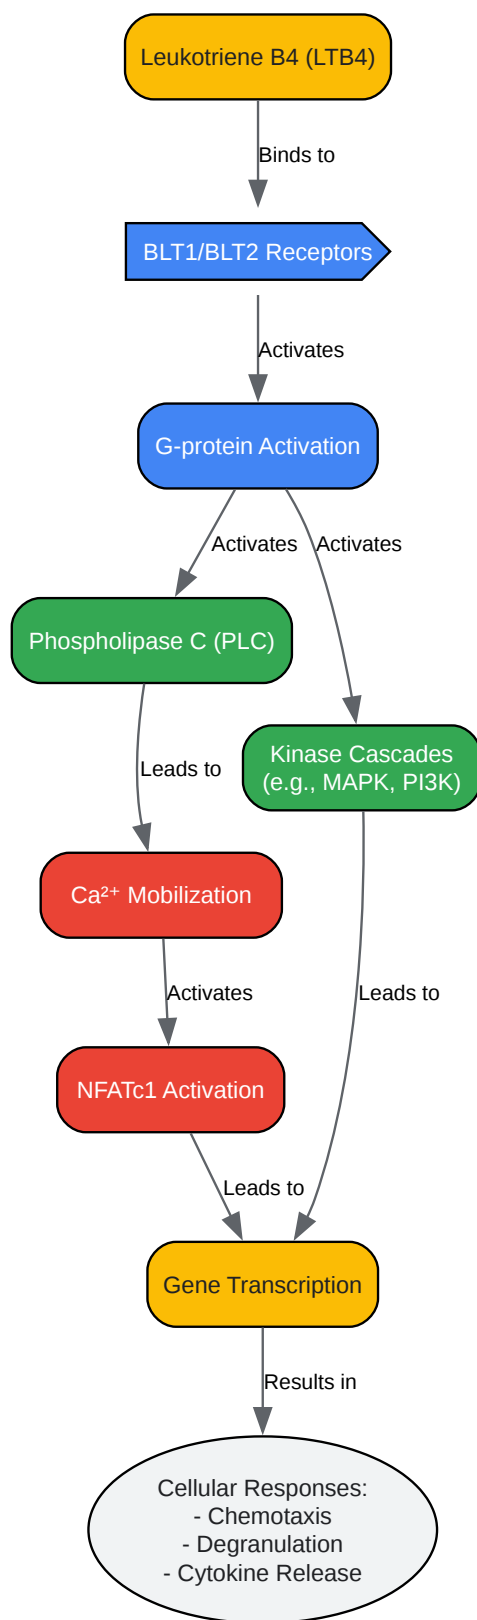 Leukotriene B4 (LTB4)
Binds to
BLT1/BLT2 Receptors
Activates
G-protein Activation
Activates
Activates
Phospholipase C (PLC)
Kinase Cascades
(e.g., MAPK, PI3K)
Leads to
Ca²⁺ Mobilization
Activates
Leads to
NFATc1 Activation
Leads to
Gene Transcription
Results in
Cellular Responses:
- Chemotaxis
- Degranulation
- Cytokine Release